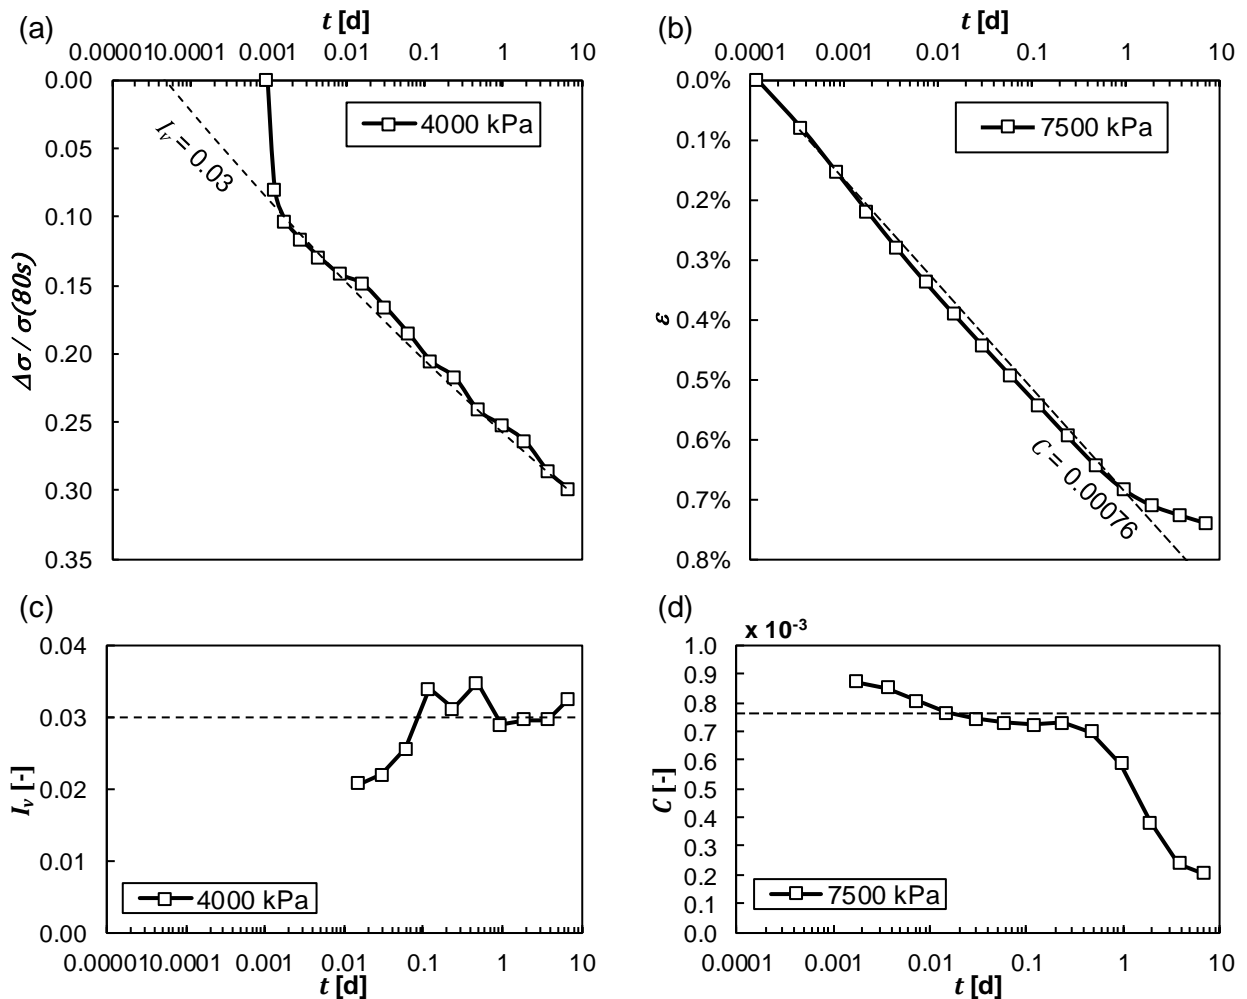 (a)
t [d]
0.00001 0.0001 0.001 0.01 0.1 1 10
0.00
0.05
0.10
0.15
0.20
0.25
0.30
0.35
Δσ / σ(80s)
4000 kPa
Iv = 0.03
(b)
t [d]
0.0001 0.001 0.01 0.1 1 10
0.0%
0.1%
0.2%
0.3%
0.4%
0.5%
0.6%
0.7%
0.8%
ε
7500 kPa
C = 0.00076
(c)
0.04
0.03
0.02
0.01
0.00
Iv [-]
4000 kPa
0.00001 0.0001 0.001 0.01 0.1 1 10
t [d]
(d)
x 10-3
1.0
0.9
0.8
0.7
0.6
0.5
0.4
0.3
0.2
0.1
0.0
C [-]
7500 kPa
0.0001 0.001 0.01 0.1 1 10
t [d]